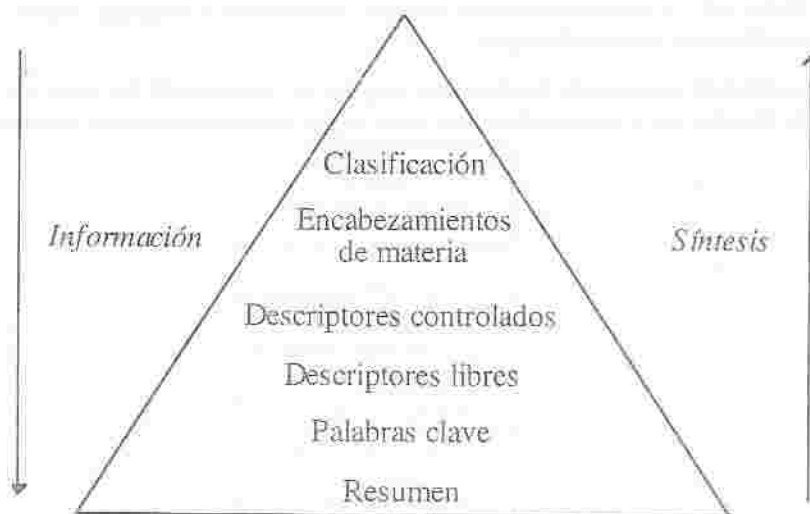 Clasificación
Encabezamientos
de materia
Información
Síntesis
Descriptores controlados
Descriptores libres
Palabras clave
Resumen